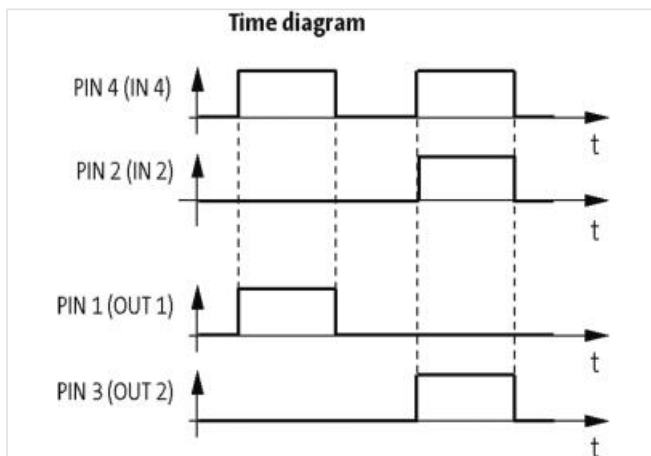 Time diagram
PIN 4 (IN 4)
t
PIN 2 (IN 2)
t
PIN 1 (OUT 1)
t
PIN 3 (OUT 2)
t